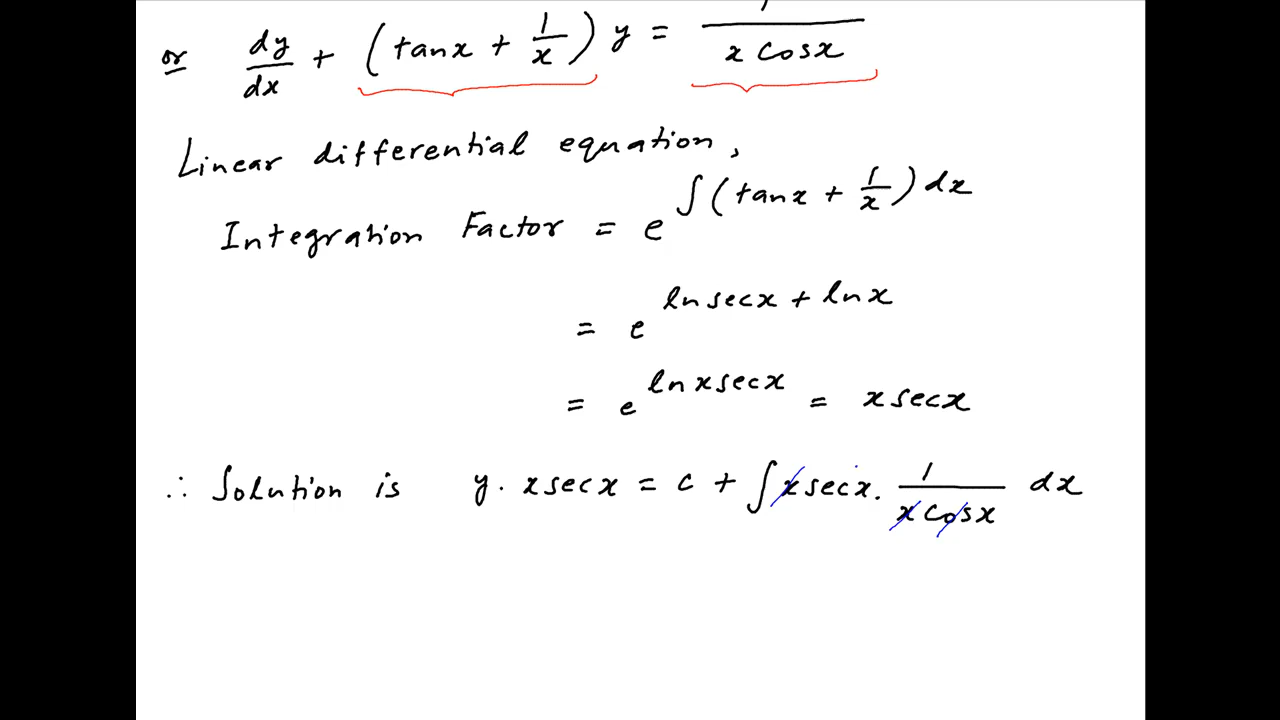 or dy/dx + (tanx + 1/x) y = 1/(x cosx)
Linear differential equation,
Integration Factor = e^{∫(tanx + 1/x) dx}
= e^{ln secx + ln x}
= e^{ln x secx} = x secx
∴ Solution is y. x secx = c + ∫ x secx. 1/(x cosx) dx